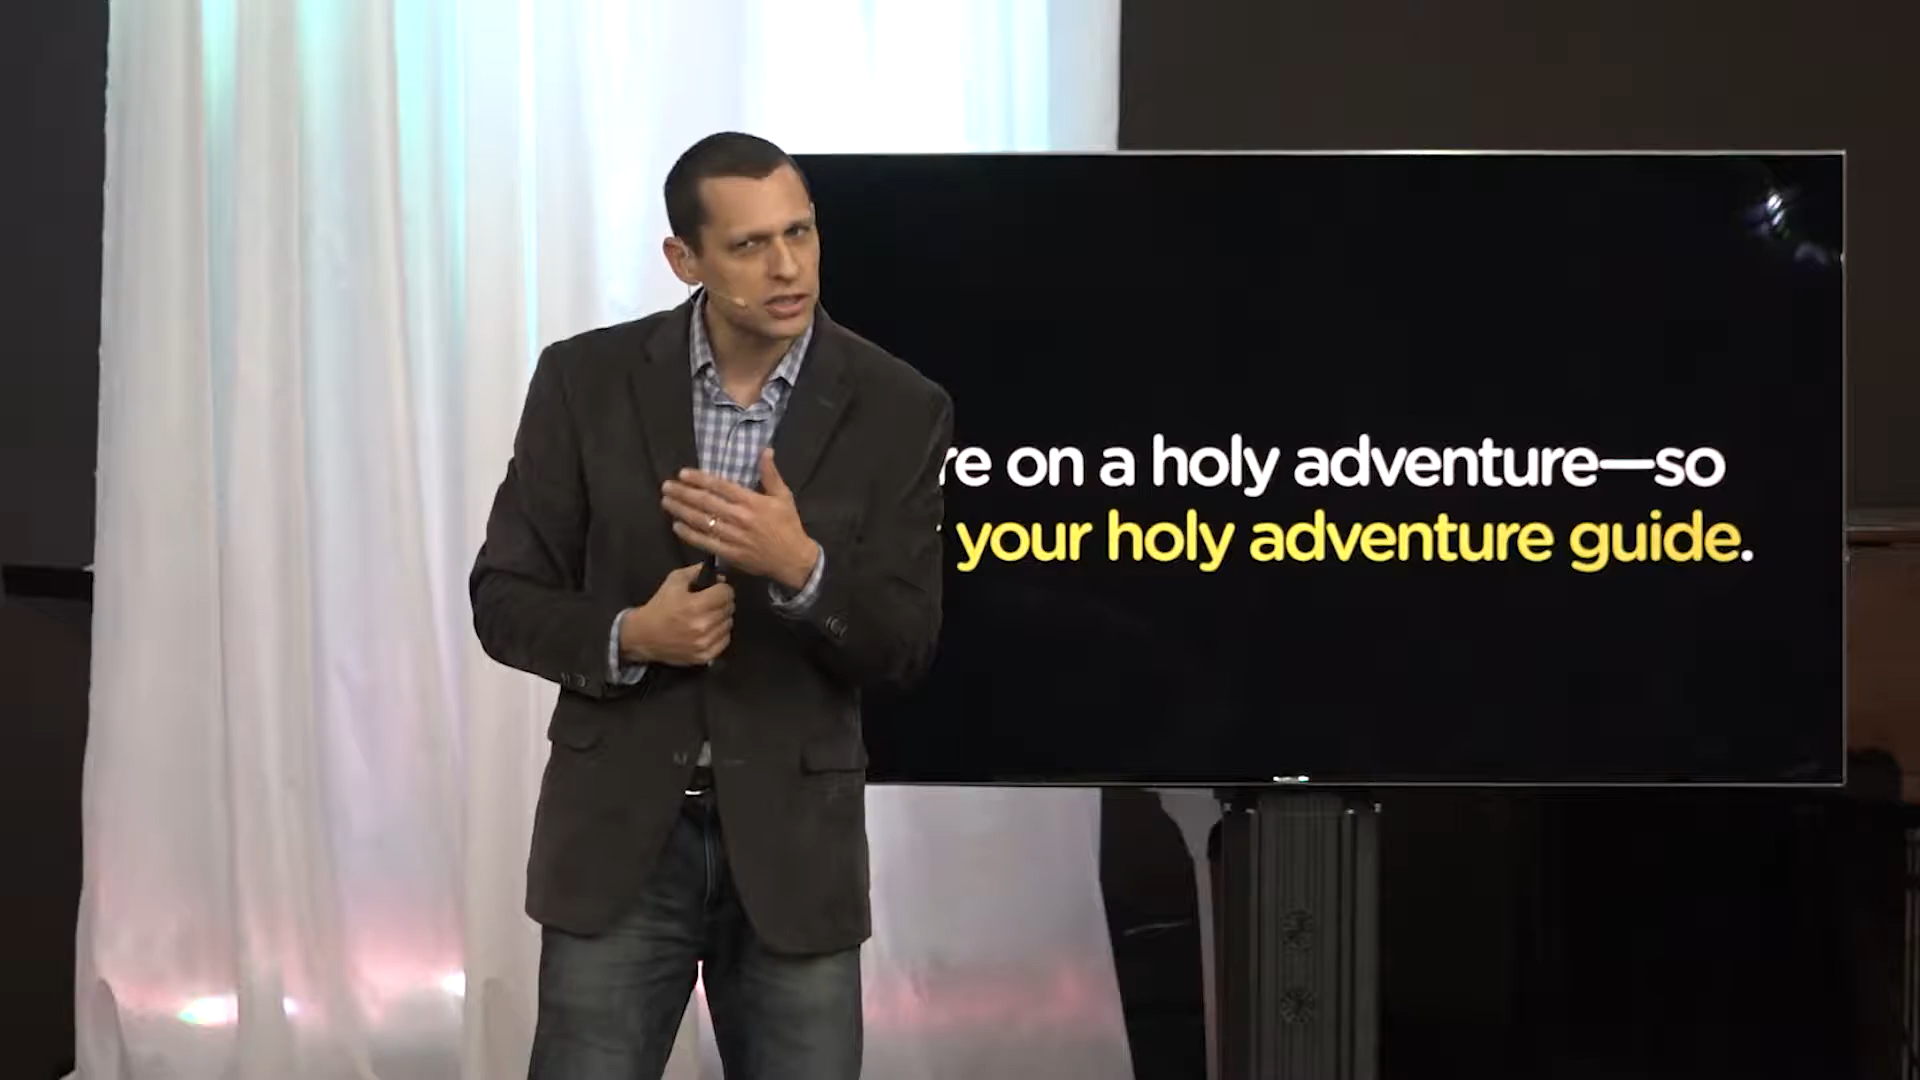 re on a holy adventure—so
your holy adventure guide.